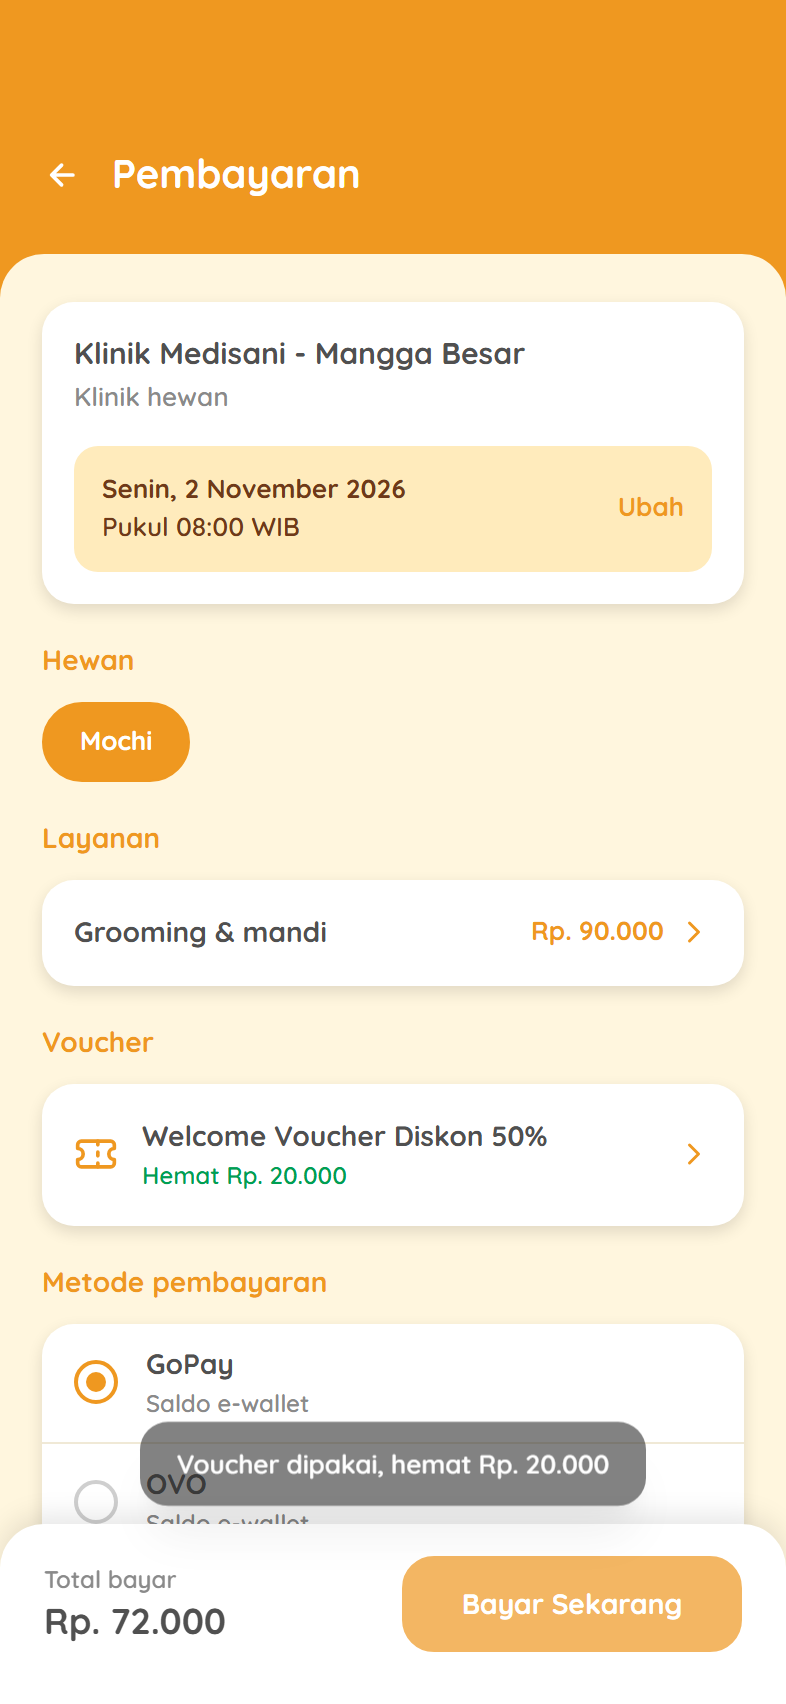 Pembayaran
Klinik Medisani - Mangga Besar
Klinik hewan
Senin, 2 November 2026
Pukul 08:00 WIB
Ubah
Hewan
Mochi
Layanan
Grooming & mandi
Rp. 90.000
Voucher
Welcome Voucher Diskon 50%
Hemat Rp. 20.000
Metode pembayaran
GoPay
Saldo e-wallet
Voucher dipakai, hemat Rp. 20.000
OVO
Saldo e-wallet
Total bayar
Rp. 72.000
Bayar Sekarang